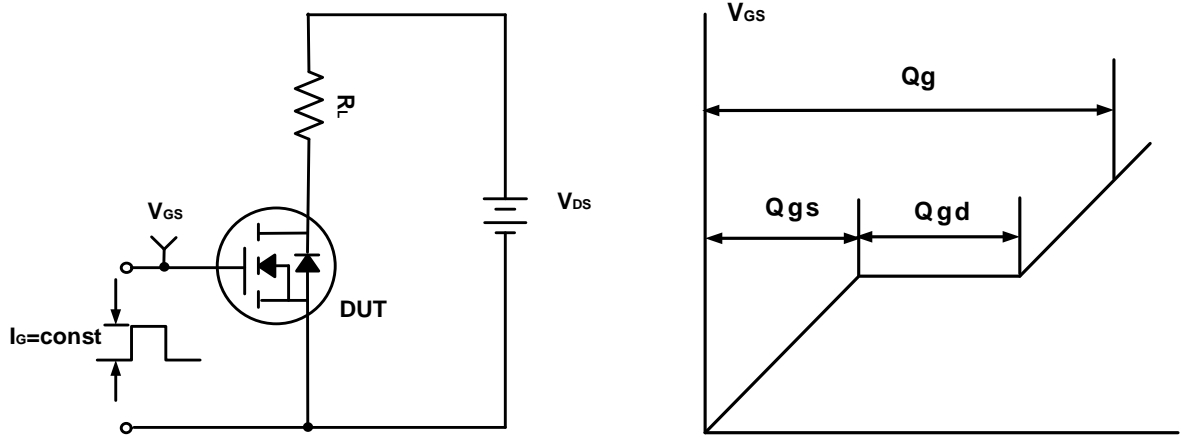 RL
VGS
VDS
DUT
IG=const
VGS
Qg
Qgs
Qgd